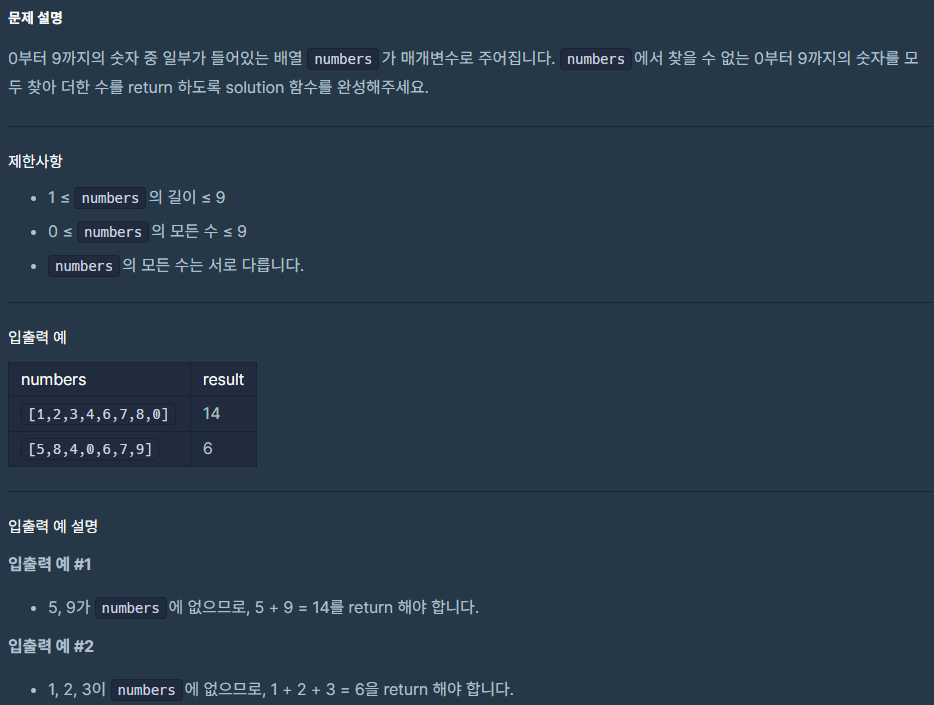 문제 설명
0부터 9까지의 숫자 중 일부가 들어있는 배열 numbers 가 매개변수로 주어집니다. numbers 에서 찾을 수 없는 0부터 9까지의 숫자를 모
두 찾아 더한 수를 return 하도록 solution 함수를 완성해주세요.
제한사항
• 1 ≤ numbers 의 길이 ≤ 9
• 0 ≤ numbers 의 모든 수 ≤ 9
• numbers 의 모든 수는 서로 다릅니다.
입출력 예
numbers result
[1,2,3,4,6,7,8,0] 14
[5,8,4,0,6,7,9] 6
입출력 예 설명
입출력 예 #1
• 5, 9가 numbers 에 없으므로, 5 + 9 = 14를 return 해야 합니다.
입출력 예 #2
• 1, 2, 3이 numbers 에 없으므로, 1 + 2 + 3 = 6을 return 해야 합니다.